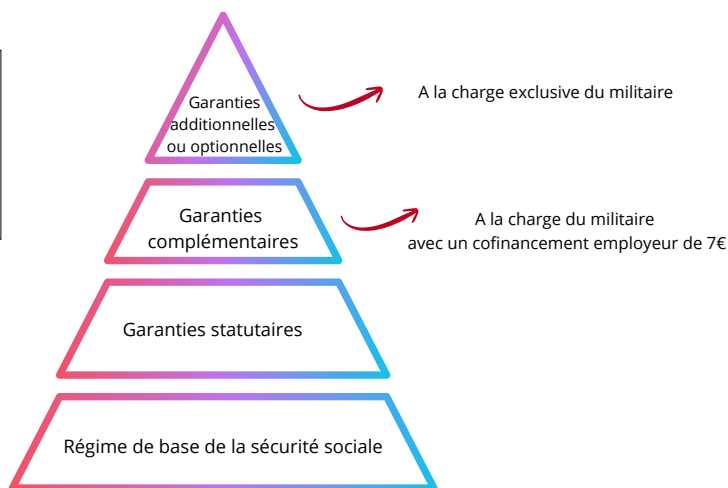 Garanties
additionnelles
ou optionnelles
A la charge exclusive du militaire
Garanties
complémentaires
A la charge du militaire
avec un cofinancement employeur de 7€
Garanties statutaires
Régime de base de la sécurité sociale